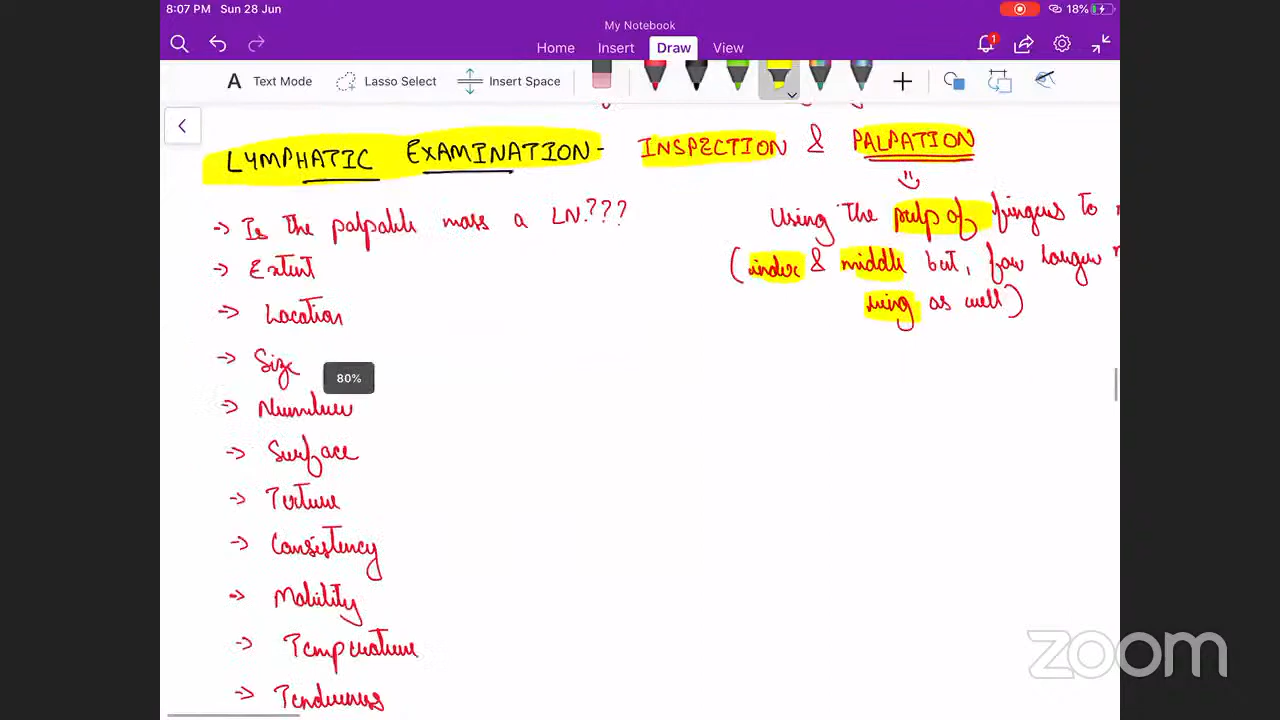 8:07 PM Sun 28 Jun
18%
My Notebook
Home Insert Draw View
1
A Text Mode Lasso Select Insert Space
LYMPHATIC EXAMINATION- INSPECTION & PALPATION
-> Is the palpable mass a LN.???
-> Extent
-> Location
-> Size
80%
-> Number
-> Surface
-> Texture
-> Consistency
-> Mobility
-> Temperature
-> Tenderness
Using the pulp of fingers to
(index & middle but, for larger
ring as well)
zoom